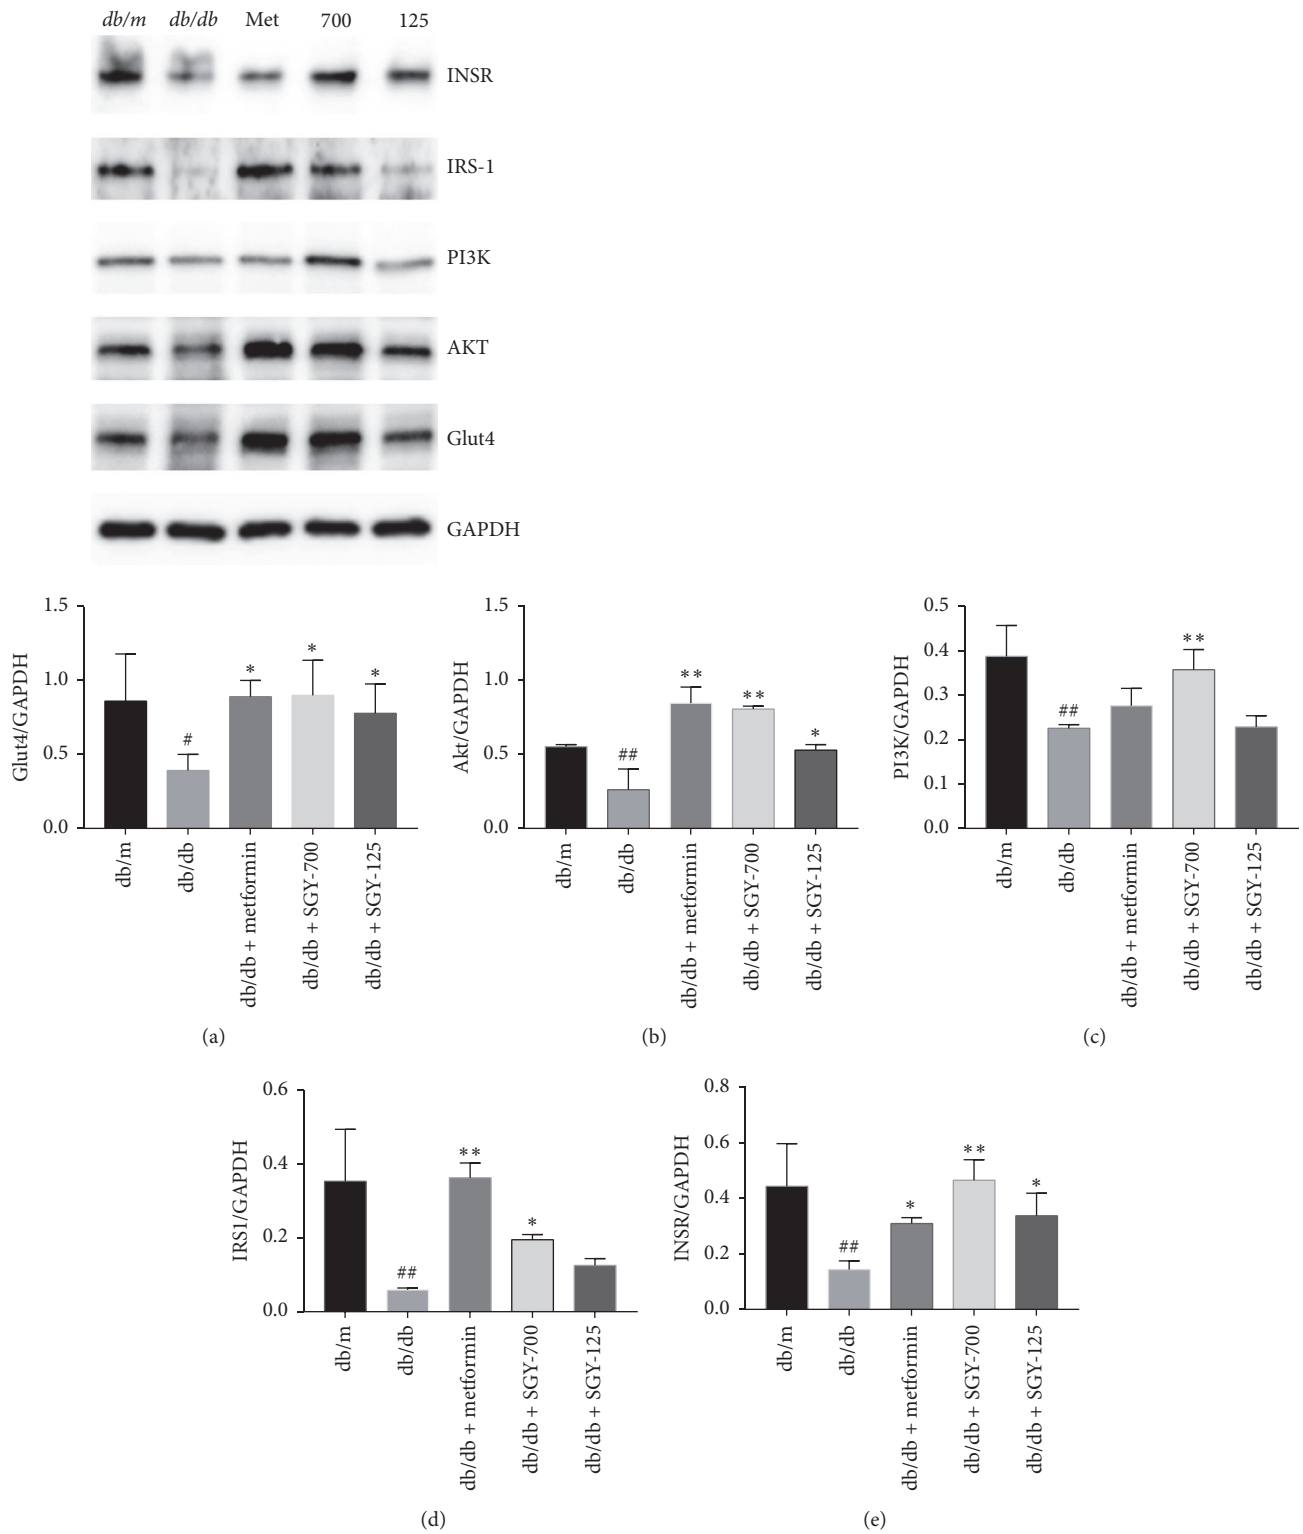 db/m db/db Met 700 125
INSR
IRS-1
PI3K
AKT
Glut4
GAPDH
Glut4/GAPDH
1.5
1.0
0.5
0.0
#
*
*
*
db/m
db/db
db/db + metformin
db/db + SGY-700
db/db + SGY-125
(a)
Akt/GAPDH
1.5
1.0
0.5
0.0
##
**
**
*
db/m
db/db
db/db + metformin
db/db + SGY-700
db/db + SGY-125
(b)
PI3K/GAPDH
0.5
0.4
0.3
0.2
0.1
0.0
##
**
db/m
db/db
db/db + metformin
db/db + SGY-700
db/db + SGY-125
(c)
IRS1/GAPDH
0.6
0.4
0.2
0.0
##
**
*
db/m
db/db
db/db + metformin
db/db + SGY-700
db/db + SGY-125
(d)
INSR/GAPDH
0.8
0.6
0.4
0.2
0.0
##
*
**
*
db/m
db/db
db/db + metformin
db/db + SGY-700
db/db + SGY-125
(e)